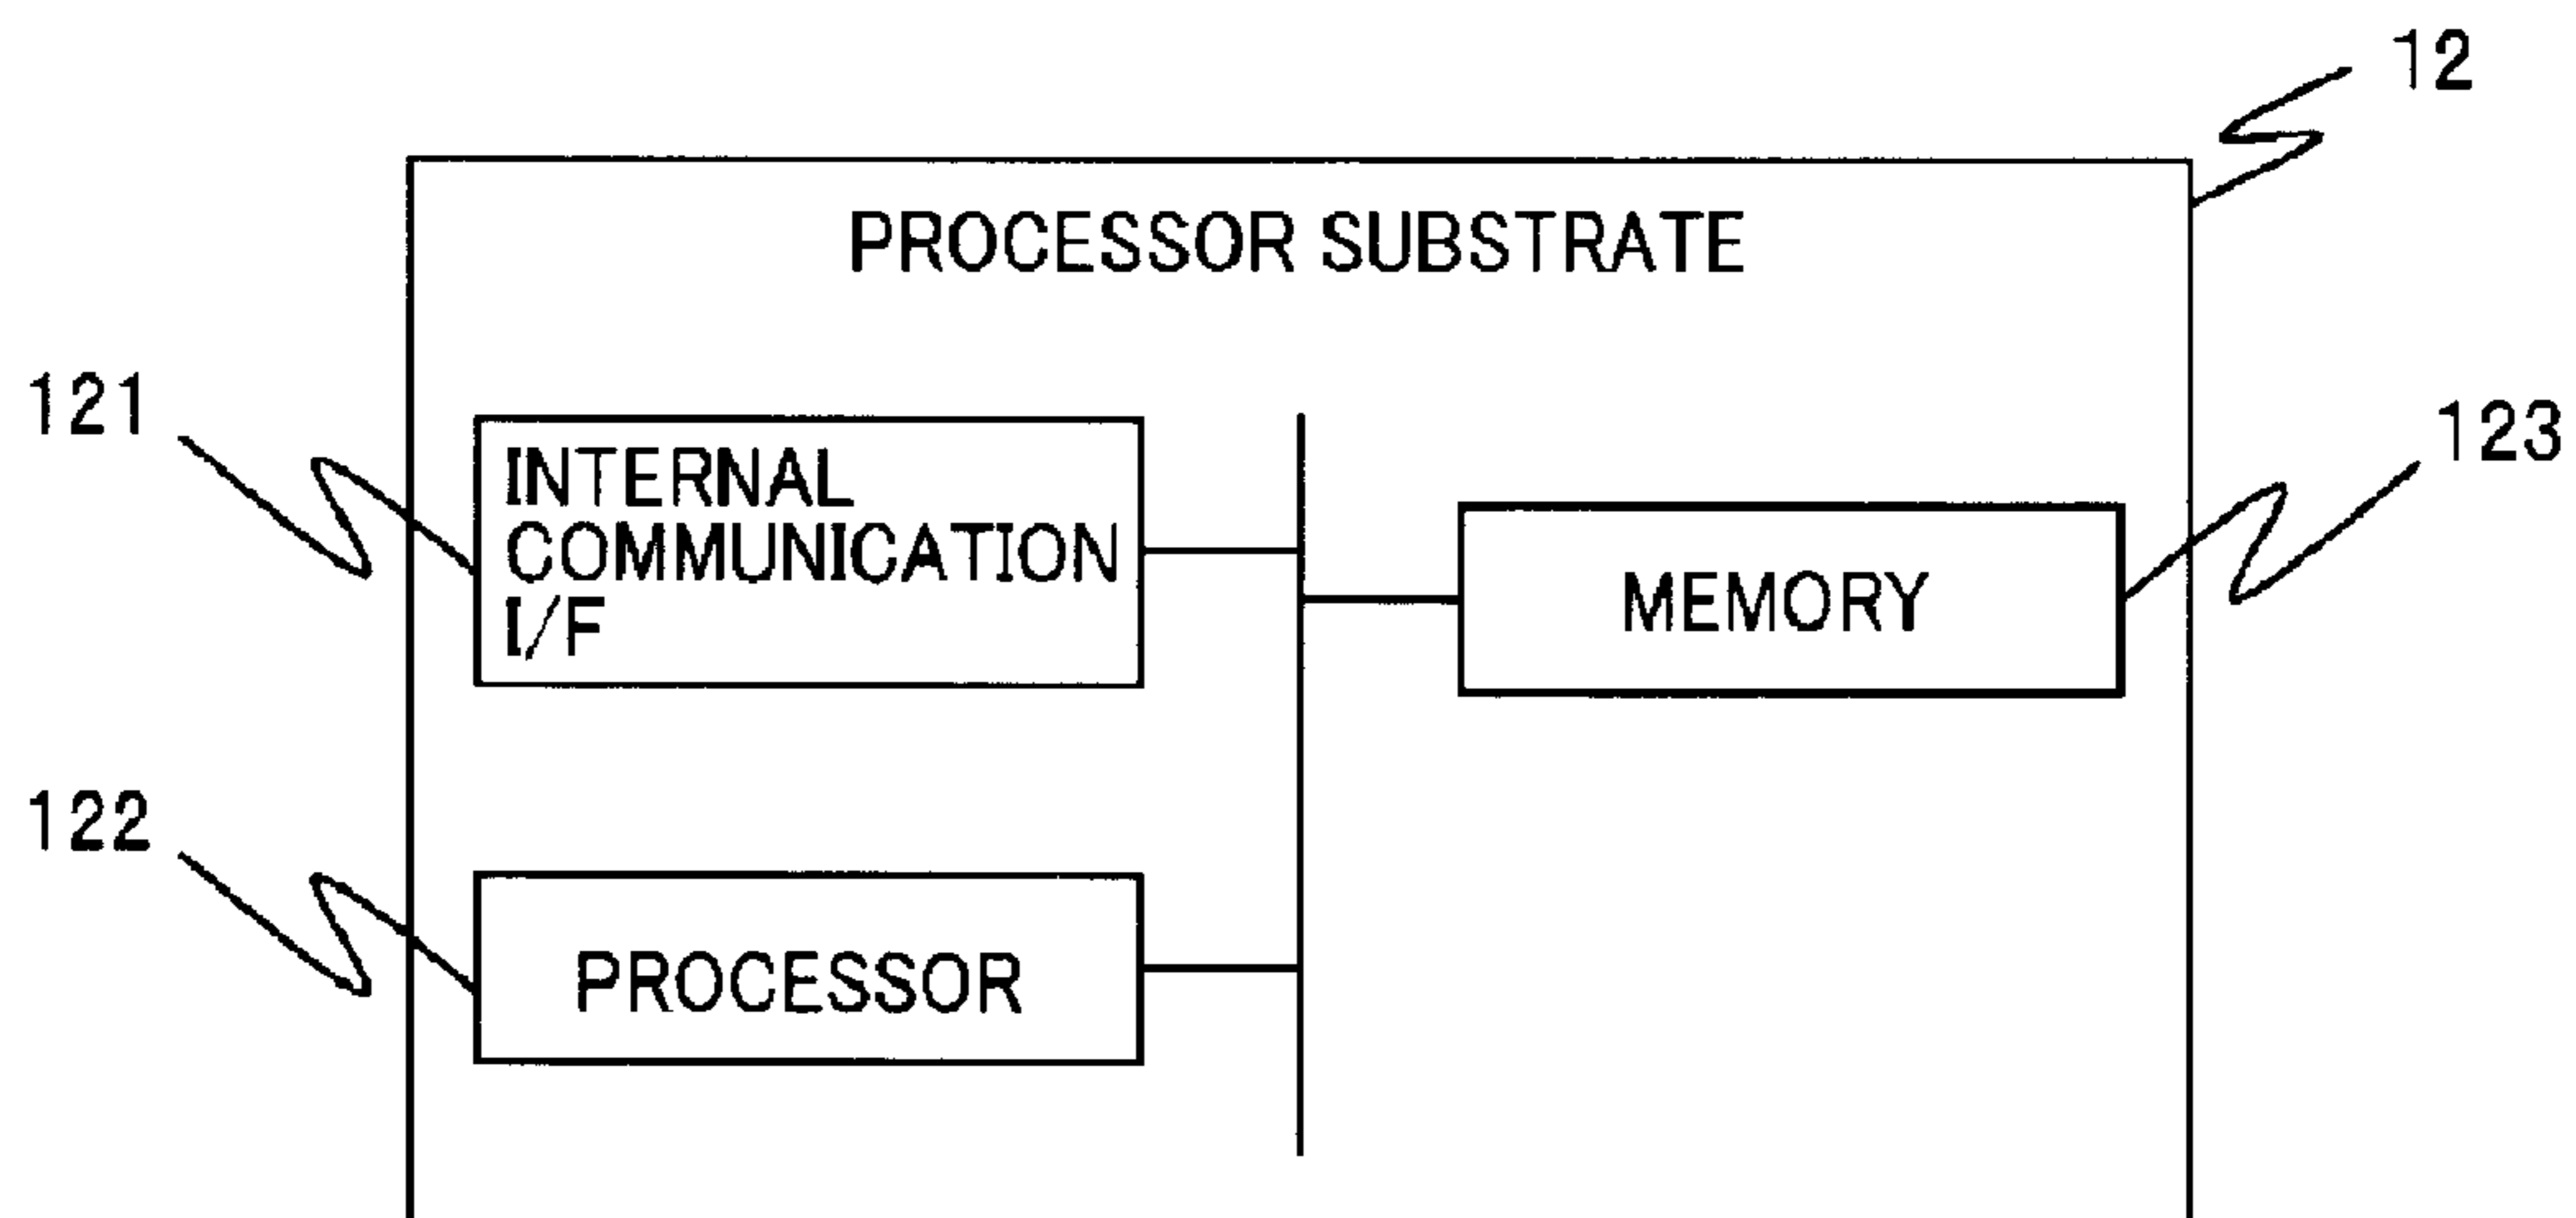 12
PROCESSOR SUBSTRATE
121
INTERNAL
COMMUNICATION
I/F
123
MEMORY
122
PROCESSOR